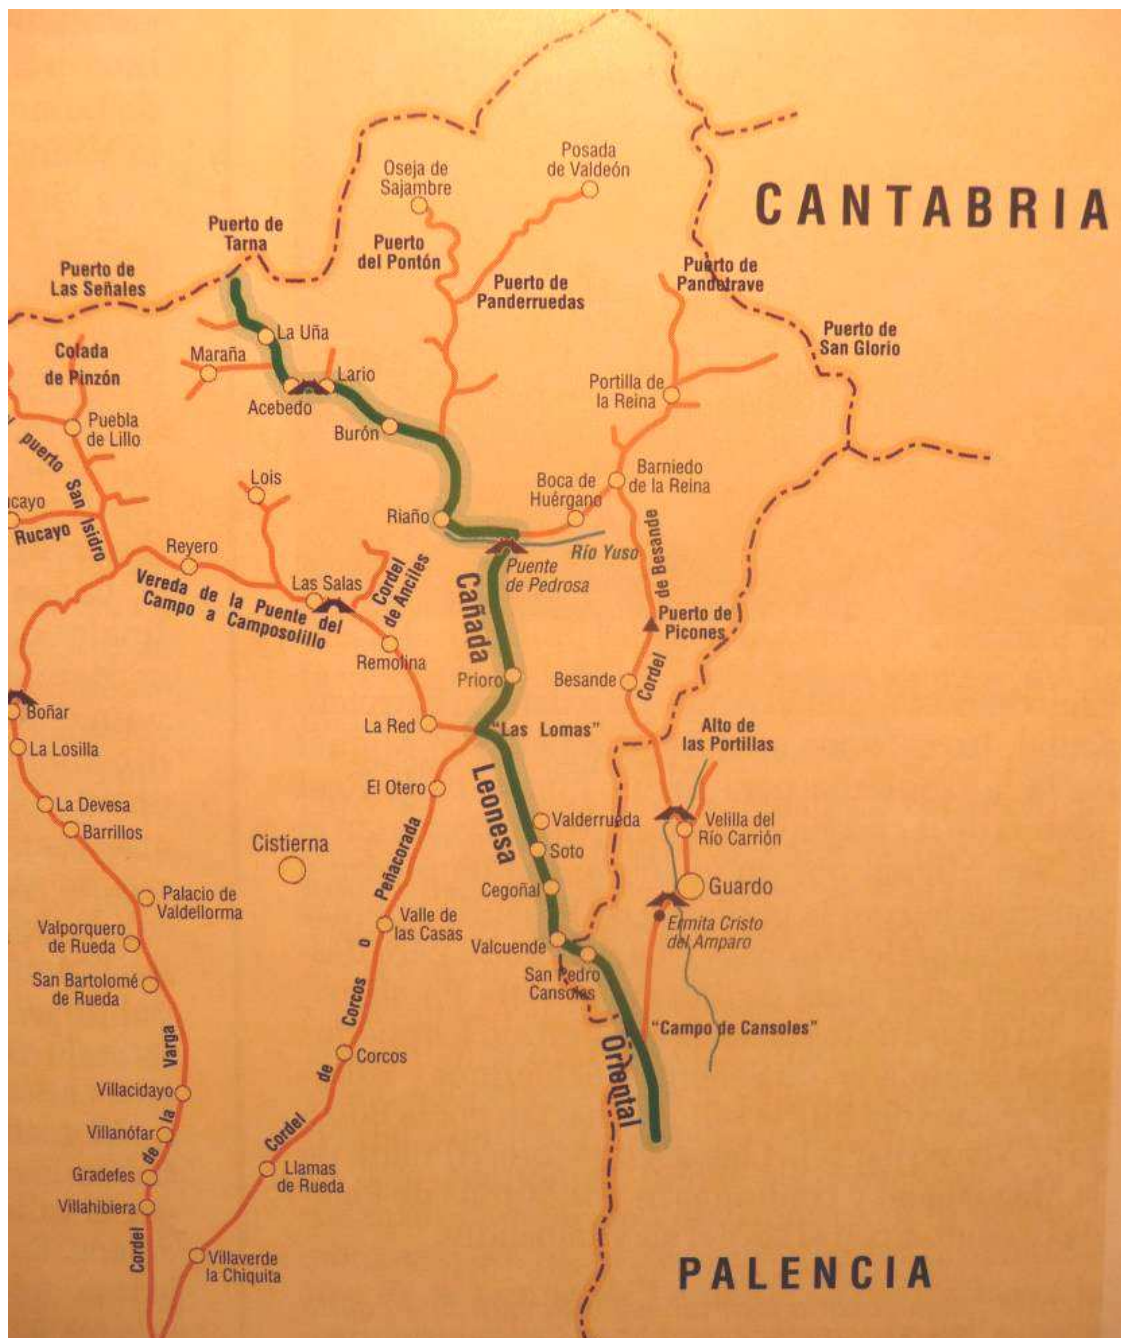 CANTABRIA
Posada
de Valdeón
Oseja de
Sajambre
Puerto de
Tarna
Puerto
del Pontón
Puerto de
Las Señales
Puerto de
Panderruedas
Puerto de
Pandetrave
Puerto de
San Glorio
La Uña
Colada
de Pinzón
Maraña
Lario
Acebedo
Portilla de
la Reina
Puebla
de Lillo
Burón
puerto San Isidro
Lois
Boca de
Huérgano
Barniedo
de la Reina
Rucayo
Riaño
Reyero
Río Yuso
Puente
de Pedrosa
Cordel de Besande
Las Salas
Cordel
de Anciles
Vereda de la Puente del
Campo a Camposolillo
Puerto de
Picones
Remolina
Cañada Leonesa Oriental
Prioro
Besande
Boñar
La Red
"Las Lomas"
Alto de
las Portillas
La Losilla
El Otero
La Devesa
Barrillos
Valderrueda
Velilla del
Río Carrión
Cistierna
Soto
Cegoñal
Guardo
Palacio de
Valdellorma
Valle de
las Casas
Ermita Cristo
del Amparo
Valporquero
de Rueda
Valcuende
San Pedro
Cansoles
San Bartolomé
de Rueda
"Campo de Cansoles"
Cordel de Corcos o Peñacorada
Corcos
Cordel de la Varga
Villacidayo
Villanófar
Gradefes
Llamas
de Rueda
Villahibiera
Villaverde
la Chiquita
PALENCIA